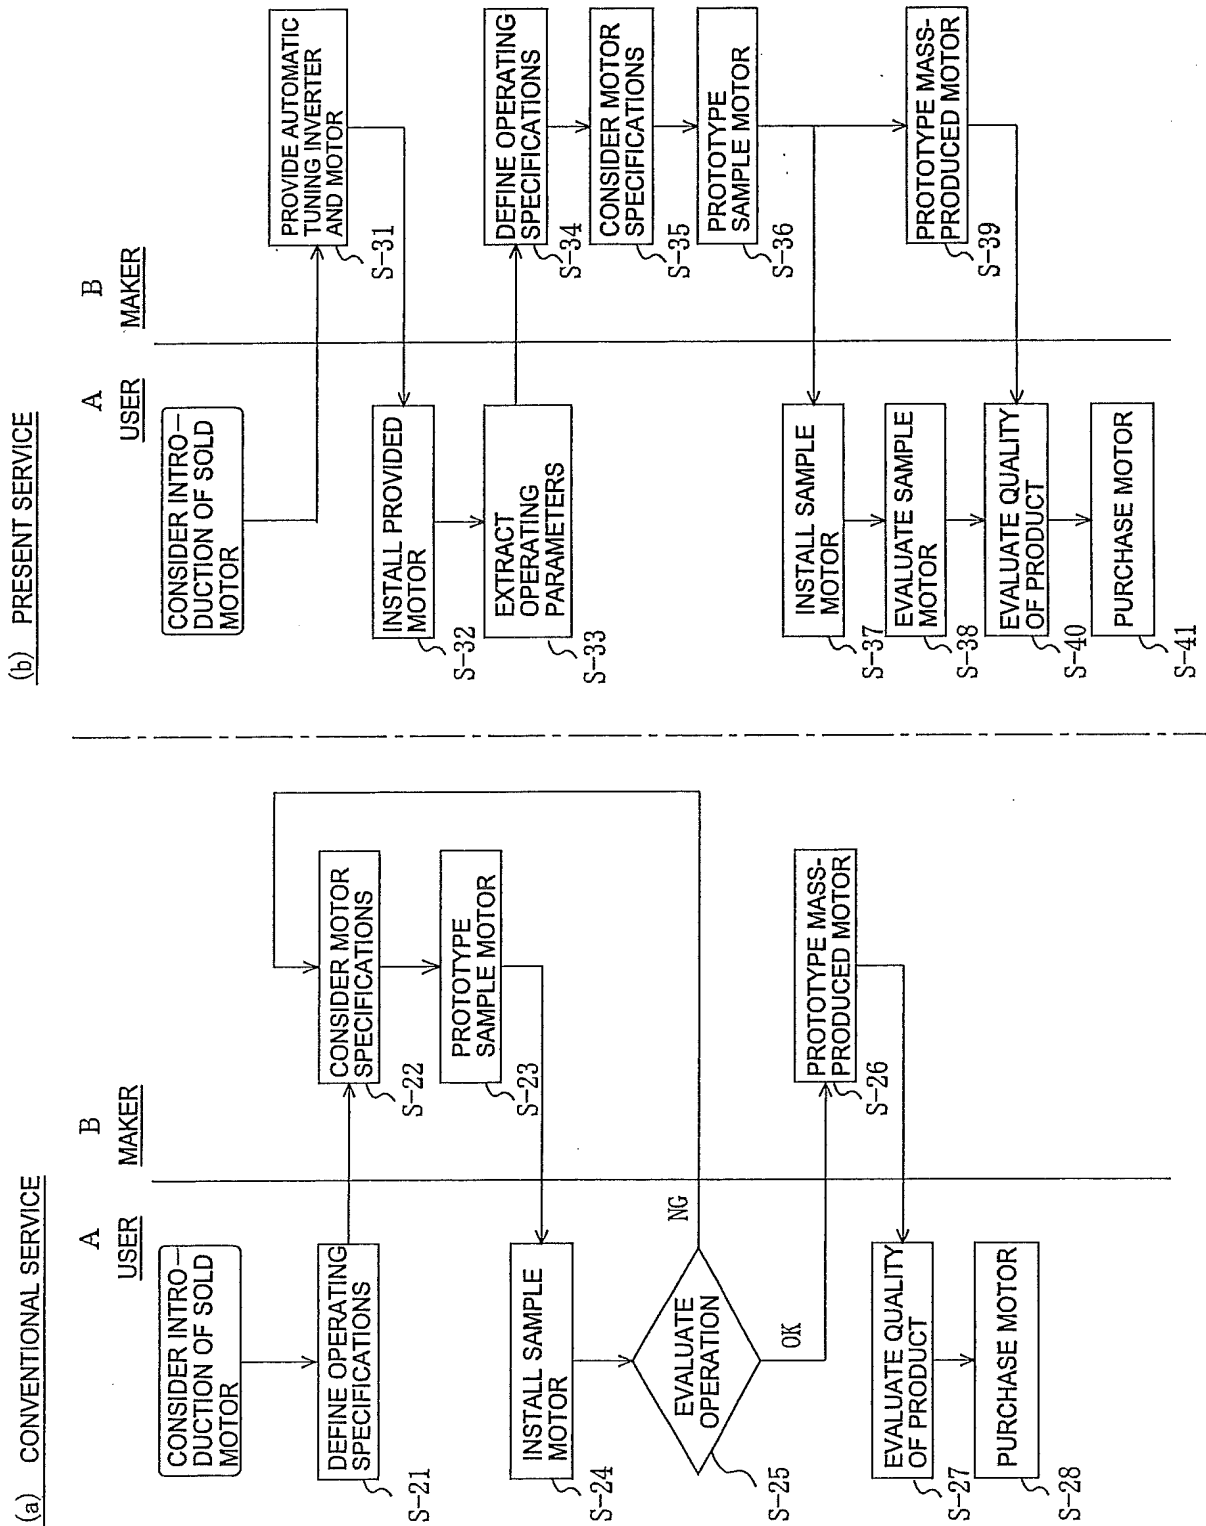 (a) CONVENTIONAL SERVICE
A
USER
B
MAKER
CONSIDER INTRO—
DUCTION OF SOLD
MOTOR
DEFINE OPERATING
SPECIFICATIONS
S-21
CONSIDER MOTOR
SPECIFICATIONS
S-22
PROTOTYPE
SAMPLE MOTOR
S-23
INSTALL SAMPLE
MOTOR
S-24
EVALUATE
OPERATION
S-25
NG
OK
PROTOTYPE MASS-
PRODUCED MOTOR
S-26
EVALUATE QUALITY
OF PRODUCT
S-27
PURCHASE MOTOR
S-28
(b) PRESENT SERVICE
A
USER
B
MAKER
CONSIDER INTRO—
DUCTION OF SOLD
MOTOR
PROVIDE AUTOMATIC
TUNING INVERTER
AND MOTOR
S-31
INSTALL PROVIDED
MOTOR
S-32
EXTRACT
OPERATING
PARAMETERS
S-33
DEFINE OPERATING
SPECIFICATIONS
S-34
CONSIDER MOTOR
SPECIFICATIONS
S-35
PROTOTYPE
SAMPLE MOTOR
S-36
INSTALL SAMPLE
MOTOR
S-37
EVALUATE SAMPLE
MOTOR
S-38
PROTOTYPE MASS-
PRODUCED MOTOR
S-39
EVALUATE QUALITY
OF PRODUCT
S-40
PURCHASE MOTOR
S-41